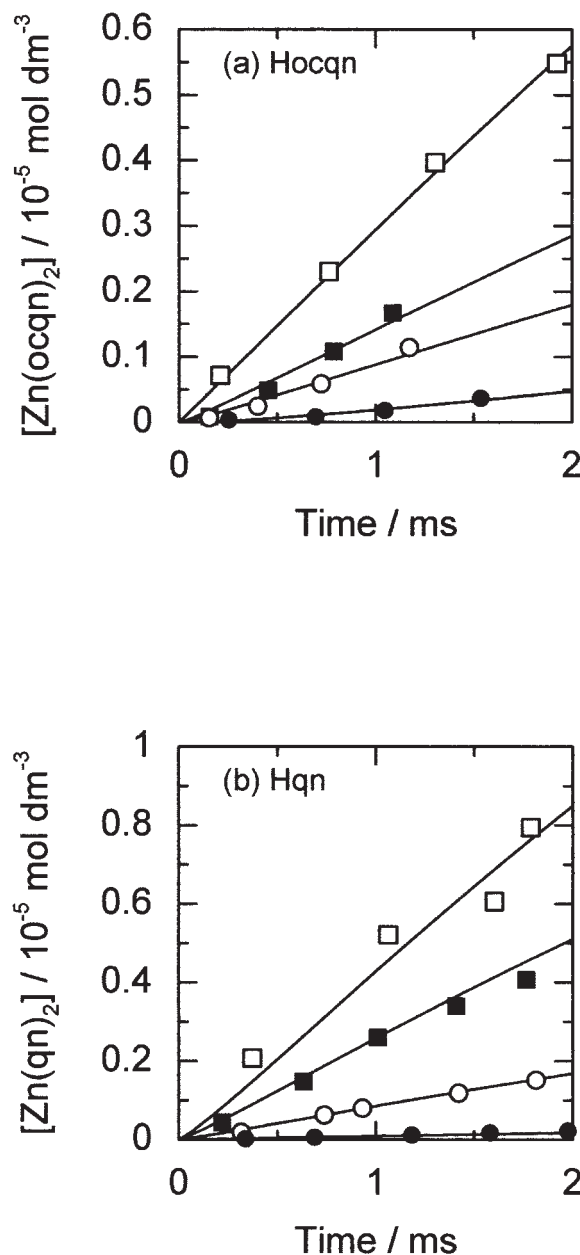 0.6
(a) Hocqn
0.5
0.4
0.3
0.2
0.1
0
[Zn(ocqn)₂] / 10⁻⁵ mol dm⁻³
0 1 2
Time / ms
1
(b) Hqn
0.8
0.6
0.4
0.2
0
[Zn(qn)₂] / 10⁻⁵ mol dm⁻³
0 1 2
Time / ms